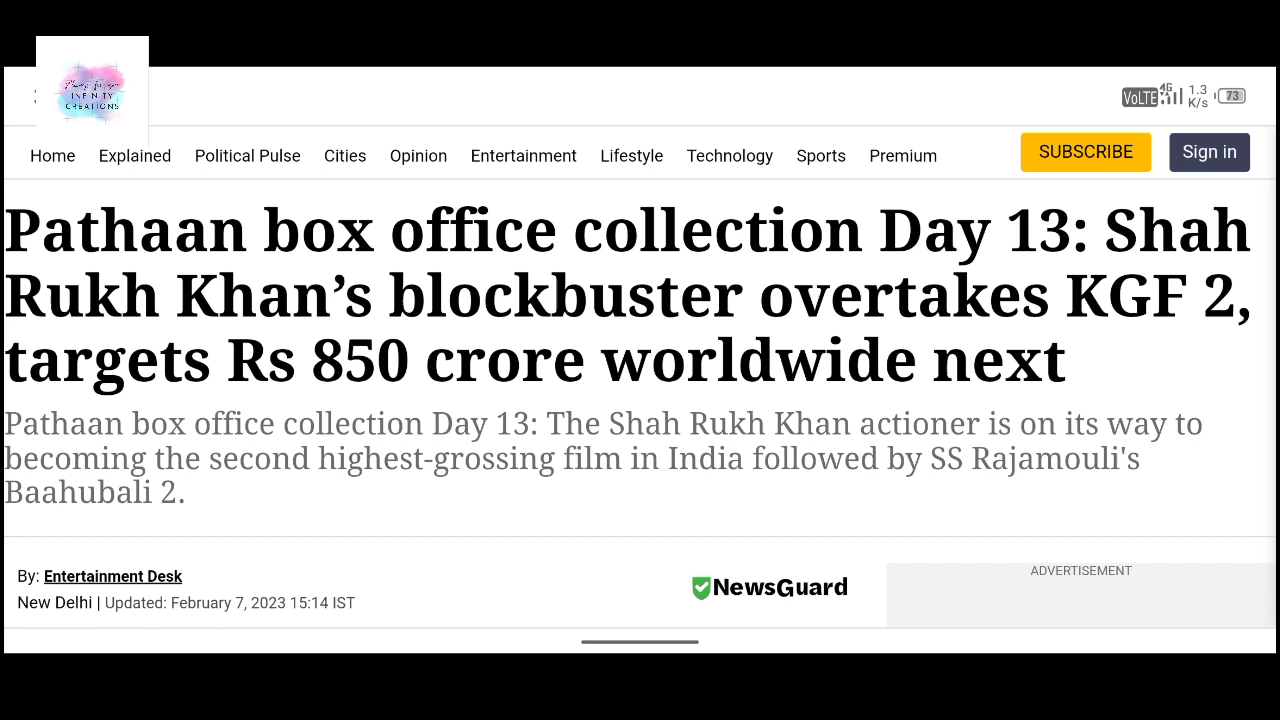 INFINITY
CREATIONS
VoLTE 4G 1.3 K/s 73
Home Explained Political Pulse Cities Opinion Entertainment Lifestyle Technology Sports Premium SUBSCRIBE Sign in
Pathaan box office collection Day 13: Shah
Rukh Khan’s blockbuster overtakes KGF 2,
targets Rs 850 crore worldwide next
Pathaan box office collection Day 13: The Shah Rukh Khan actioner is on its way to
becoming the second highest-grossing film in India followed by SS Rajamouli's
Baahubali 2.
By: Entertainment Desk
New Delhi | Updated: February 7, 2023 15:14 IST
NewsGuard
ADVERTISEMENT